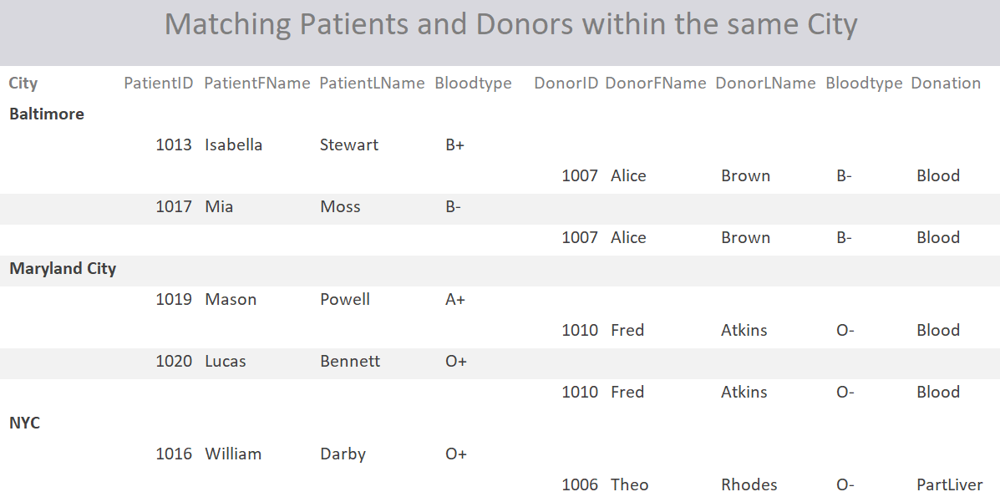 Matching Patients and Donors within the same City
City PatientID PatientFName PatientLName Bloodtype DonorID DonorFName DonorLName Bloodtype Donation
Baltimore
1013 Isabella Stewart B+
1007 Alice Brown B- Blood
1017 Mia Moss B-
1007 Alice Brown B- Blood
Maryland City
1019 Mason Powell A+
1010 Fred Atkins O- Blood
1020 Lucas Bennett O+
1010 Fred Atkins O- Blood
NYC
1016 William Darby O+
1006 Theo Rhodes O- PartLiver